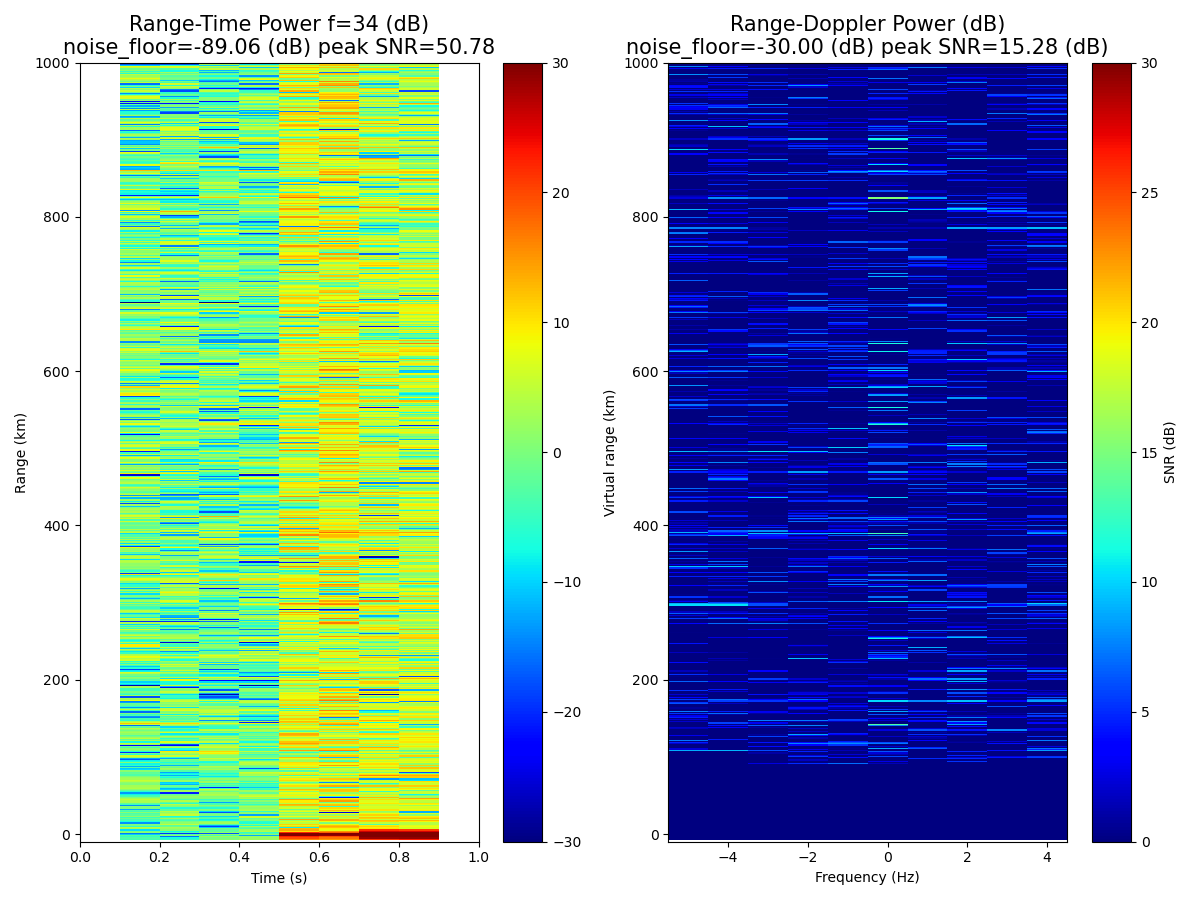 Range-Time Power f=34 (dB)
noise_floor=-89.06 (dB) peak SNR=50.78
Range (km)
1000
800
600
400
200
0
0.0 0.2 0.4 0.6 0.8 1.0
Time (s)
30
20
10
0
−10
−20
−30
Range-Doppler Power (dB)
noise_floor=-30.00 (dB) peak SNR=15.28 (dB)
Virtual range (km)
1000
800
600
400
200
0
−4 −2 0 2 4
Frequency (Hz)
30
25
20
15
10
5
0
SNR (dB)